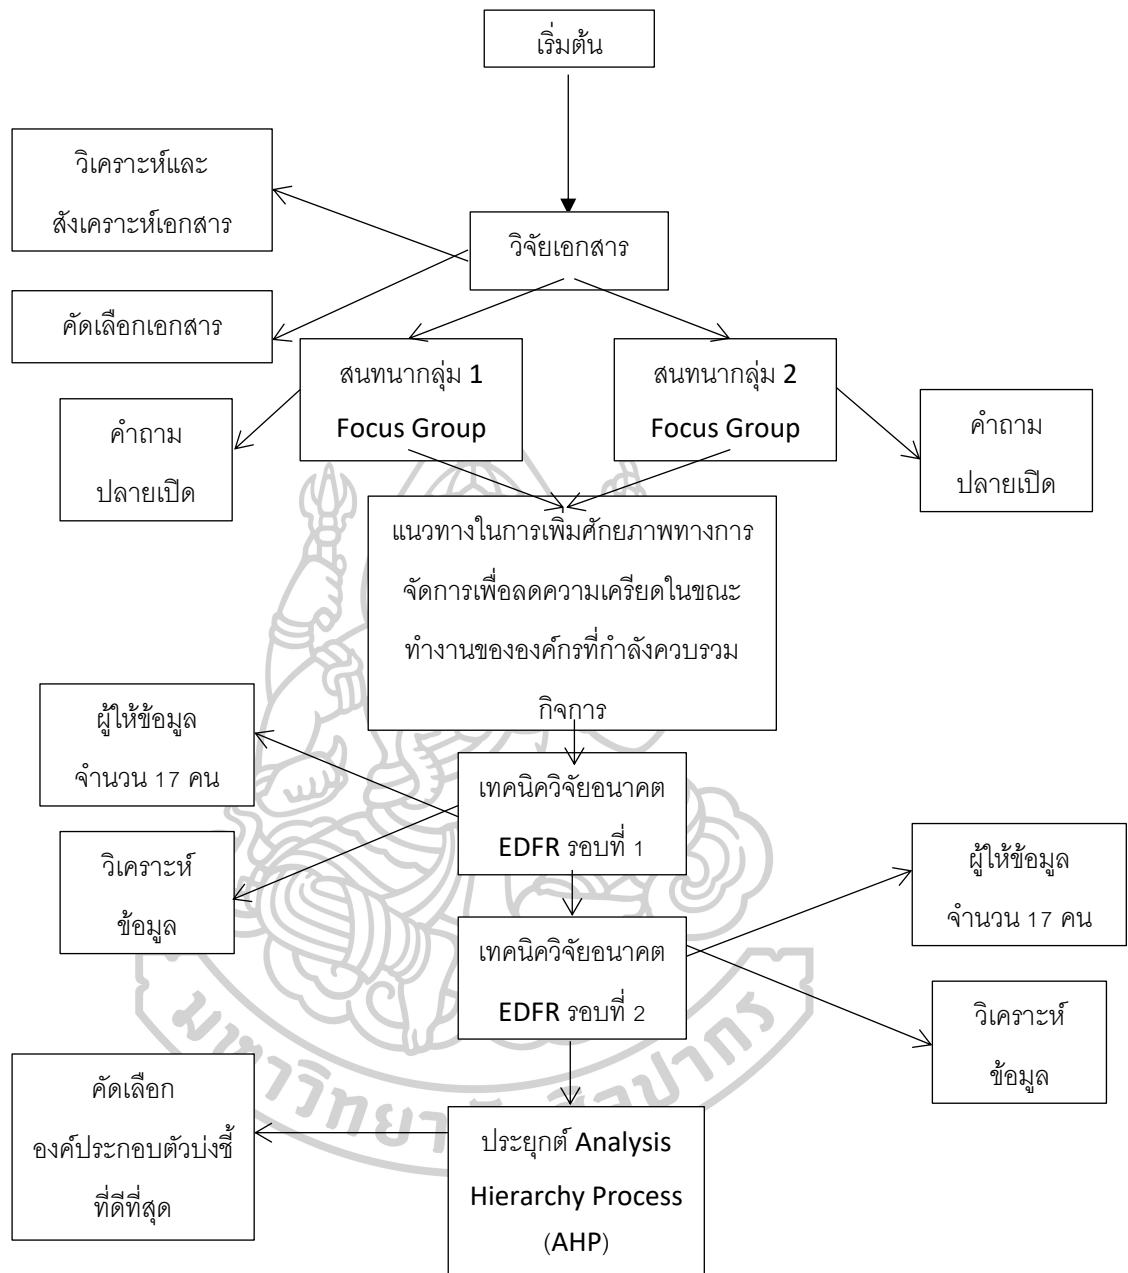 เริ่มต้น
วิเคราะห์และ
สังเคราะห์เอกสาร
วิจัยเอกสาร
คัดเลือกเอกสาร
สนทนากลุ่ม 1
Focus Group
สนทนากลุ่ม 2
Focus Group
คำถาม
ปลายเปิด
คำถาม
ปลายเปิด
แนวทางในการเพิ่มศักยภาพทางการ
จัดการเพื่อลดความเครียดในขณะ
ทำงานขององค์กรที่กำลังควบรวม
กิจการ
ผู้ให้ข้อมูล
จำนวน 17 คน
เทคนิควิจัยอนาคต
EDFR รอบที่ 1
วิเคราะห์
ข้อมูล
ผู้ให้ข้อมูล
จำนวน 17 คน
เทคนิควิจัยอนาคต
EDFR รอบที่ 2
วิเคราะห์
ข้อมูล
คัดเลือก
องค์ประกอบตัวบ่งชี้
ที่ดีที่สุด
ประยุกต์ Analysis
Hierarchy Process
(AHP)
มหาวิทยาลัยศิลปากร